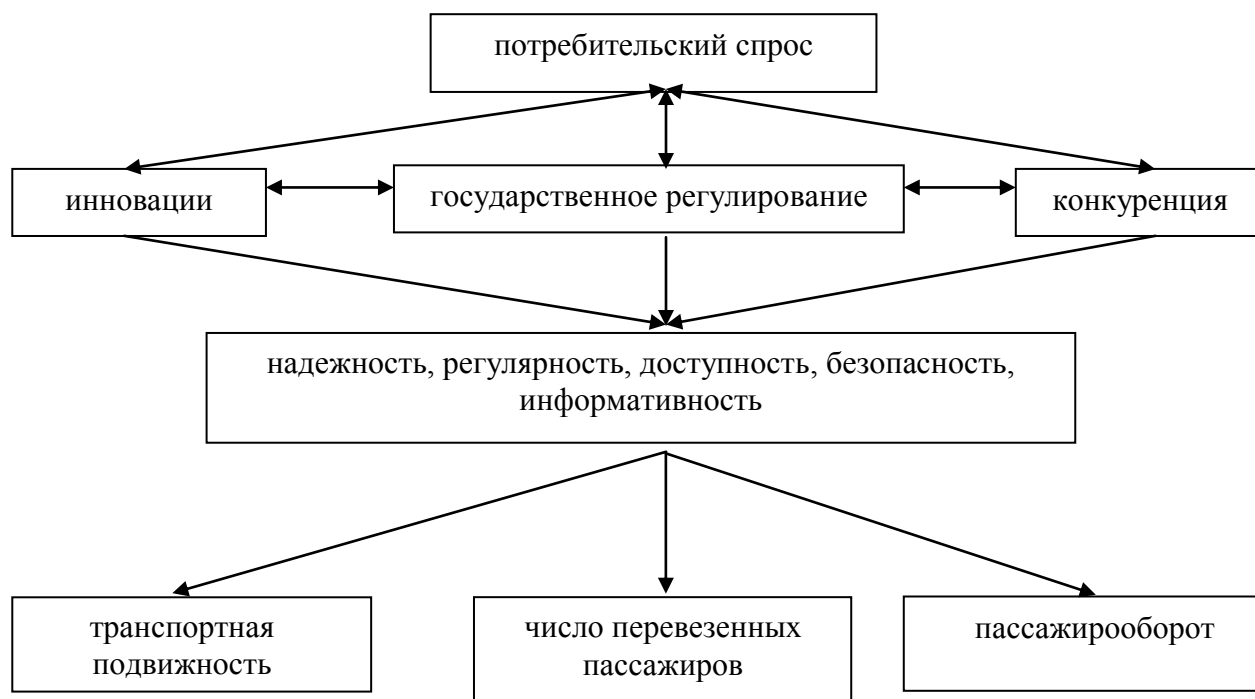 потребительский спрос
инновации
государственное регулирование
конкуренция
надежность, регулярность, доступность, безопасность,
информативность
транспортная
подвижность
число перевезенных
пассажиров
пассажирооборот